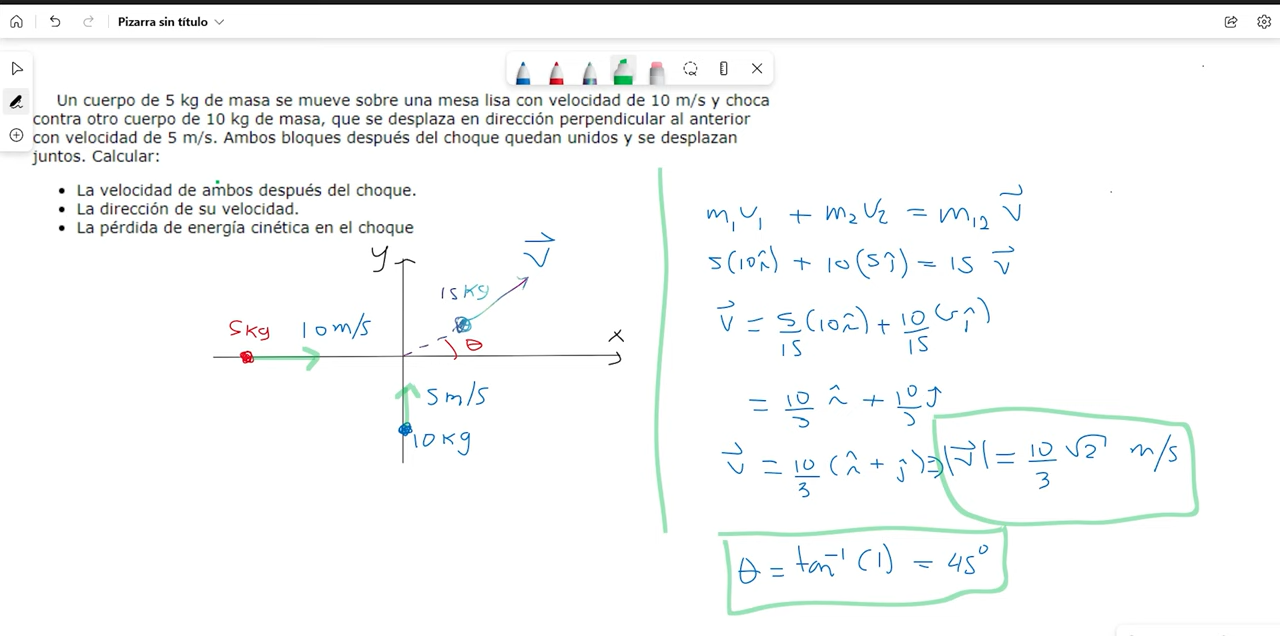 Pizarra sin título
Un cuerpo de 5 kg de masa se mueve sobre una mesa lisa con velocidad de 10 m/s y choca
contra otro cuerpo de 10 kg de masa, que se desplaza en dirección perpendicular al anterior
con velocidad de 5 m/s. Ambos bloques después del choque quedan unidos y se desplazan
juntos. Calcular:
• La velocidad de ambos después del choque.
• La dirección de su velocidad.
• La pérdida de energía cinética en el choque
y
V⃗
15 kg
5 kg 10 m/s
θ
x
5 m/s
10 kg
m₁v₁ + m₂v₂ = m₁₂ v⃗
5(10î) + 10(5ĵ) = 15 v⃗
v⃗ = 5/15 (10î) + 10/15 (5ĵ)
= 10/3 î + 10/3 ĵ
v⃗ = 10/3 (î + ĵ) ⇒ |v⃗| = 10/3 √2 m/s
θ = tan⁻¹(1) = 45°